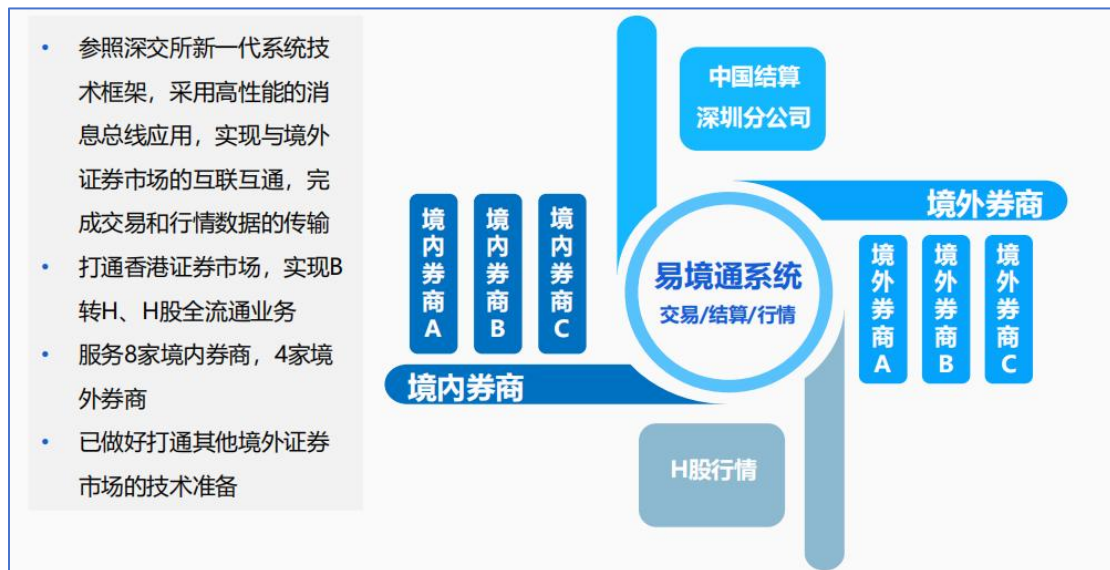 • 参照深交所新一代系统技
术框架，采用高性能的消
息总线应用，实现与境外
证券市场的互联互通，完
成交易和行情数据的传输
• 打通香港证券市场，实现B
转H、H股全流通业务
• 服务8家境内券商，4家境
外券商
• 已做好打通其他境外证券
市场的技术准备
中国结算
深圳分公司
境外券商
境内券商A
境内券商B
境内券商C
易境通系统
交易/结算/行情
境外券商A
境外券商B
境外券商C
境内券商
H股行情